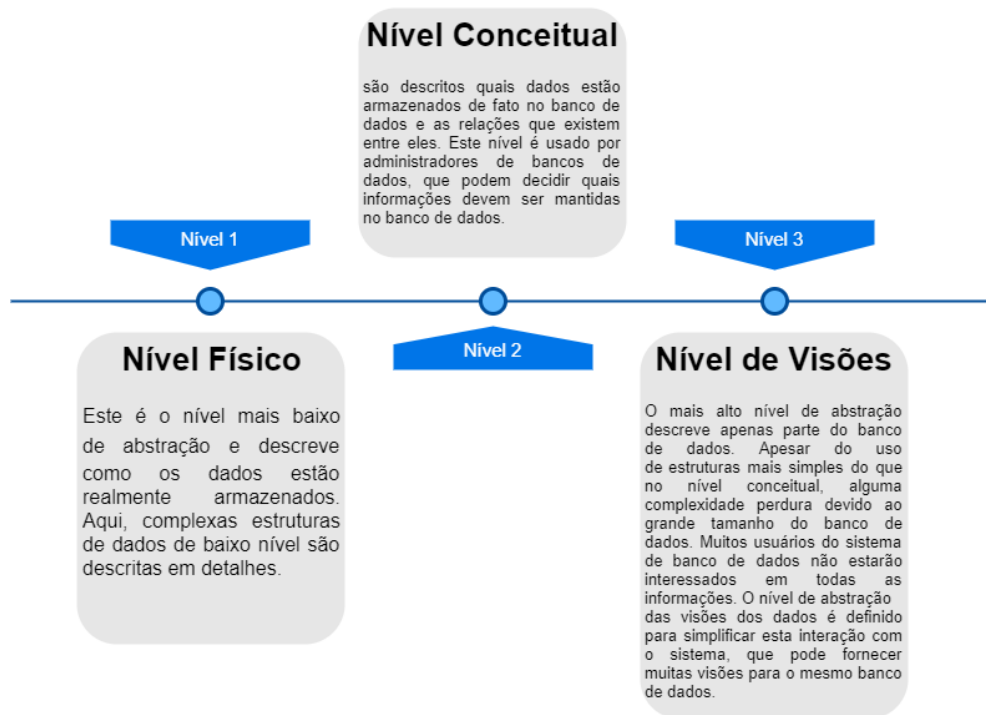 Nível Conceitual
são descritos quais dados estão
armazenados de fato no banco de
dados e as relações que existem
entre eles. Este nível é usado por
administradores de bancos de
dados, que podem decidir quais
informações devem ser mantidas
no banco de dados.
Nível 1
Nível 3
Nível 2
Nível Físico
Este é o nível mais baixo
de abstração e descreve
como os dados estão
realmente armazenados.
Aqui, complexas estruturas
de dados de baixo nível são
descritas em detalhes.
Nível de Visões
O mais alto nível de abstração
descreve apenas parte do banco
de dados. Apesar do uso
de estruturas mais simples do que
no nível conceitual, alguma
complexidade perdura devido ao
grande tamanho do banco de
dados. Muitos usuários do sistema
de banco de dados não estarão
interessados em todas as
informações. O nível de abstração
das visões dos dados é definido
para simplificar esta interação com
o sistema, que pode fornecer
muitas visões para o mesmo banco
de dados.